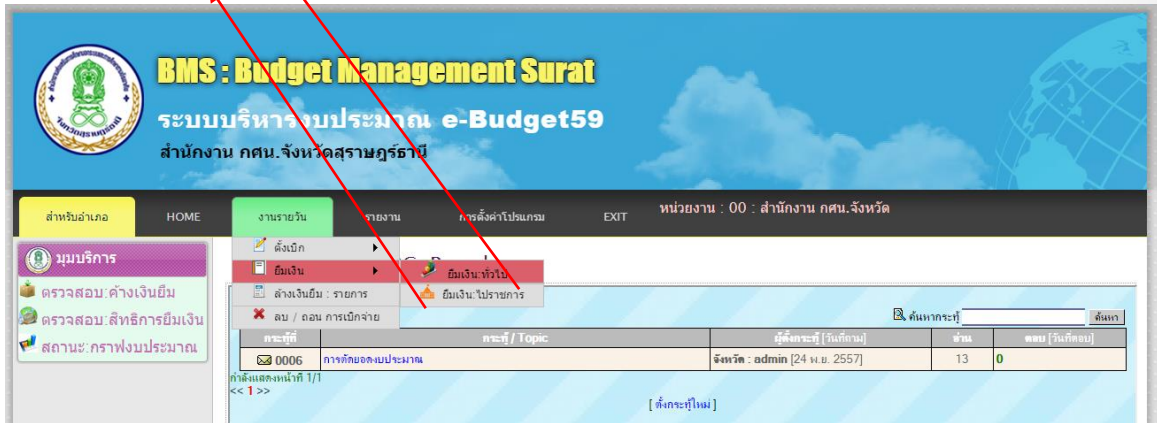 BMS : Budget Management Surat
ระบบบริหารงบประมาณ e-Budget59
สำนักงาน กศน.จังหวัดสุราษฎร์ธานี
สำหรับอำเภอ HOME งานรายวัน รายงาน การตั้งค่าโปรแกรม EXIT หน่วยงาน : 00 : สำนักงาน กศน.จังหวัด
มุมบริการ
ตรวจสอบ:ค้างเงินยืม
ตรวจสอบ:สิทธิการยืมเงิน
สถานะ:กราฟงบประมาณ
ตั้งเบิก
ยืมเงิน
ล้างเงินยืม : รายการ
ลบ / ถอน การเบิกจ่าย
ยืมเงิน:ทั่วไป
ยืมเงิน:ไปราชการ
ค้นหากระทู้ ค้นหา
กระทู้ที่ กระทู้ / Topic ผู้ตั้งกระทู้ [วันที่ถาม] อ่าน ตอบ [วันที่ตอบ]
0006 การตัดยอดงบประมาณ จังหวัด : admin [24 พ.ย. 2557] 13 0
กำลังแสดงหน้าที่ 1/1
<< 1 >>
[ ตั้งกระทู้ใหม่ ]